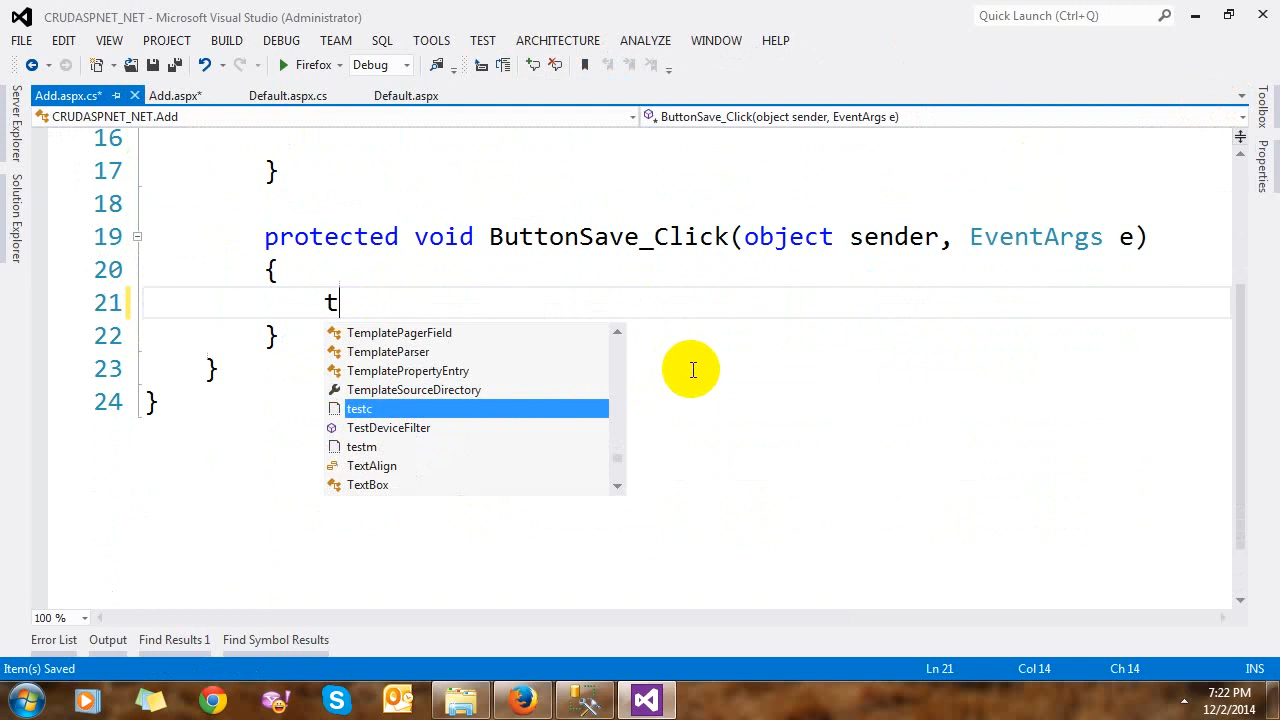 CRUDASPNET_NET - Microsoft Visual Studio (Administrator)
Quick Launch (Ctrl+Q)
FILE EDIT VIEW PROJECT BUILD DEBUG TEAM SQL TOOLS TEST ARCHITECTURE ANALYZE WINDOW HELP
Firefox Debug
Add.aspx.cs* Add.aspx* Default.aspx.cs Default.aspx
CRUDASPNET_NET.Add ButtonSave_Click(object sender, EventArgs e)
Server Explorer
Solution Explorer
Toolbox
Properties
16
17 }
18
19 protected void ButtonSave_Click(object sender, EventArgs e)
20 {
21 t
22 }
23 }
24 }
TemplatePagerField
TemplateParser
TemplatePropertyEntry
TemplateSourceDirectory
testc
TestDeviceFilter
testm
TextAlign
TextBox
100 %
Error List Output Find Results 1 Find Symbol Results
Item(s) Saved Ln 21 Col 14 Ch 14 INS
7:22 PM
12/2/2014